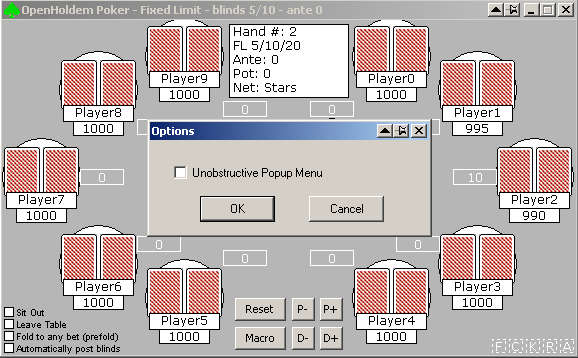 OpenHoldem Poker - Fixed Limit - blinds 5/10 - ante 0
Hand #: 2
FL 5/10/20
Ante: 0
Pot: 0
Net: Stars
Player9
1000
Player0
1000
Player8
1000
Player1
995
0
0
Options
Unobstructive Popup Menu
OK
Cancel
Player7
1000
0
10
Player2
990
0
0
0
0
Player6
1000
Player3
1000
Player5
1000
Player4
1000
Sit Out
Leave Table
Fold to any bet (prefold)
Automatically post blinds
Reset
P-
P+
Macro
D-
D+
F C K R A